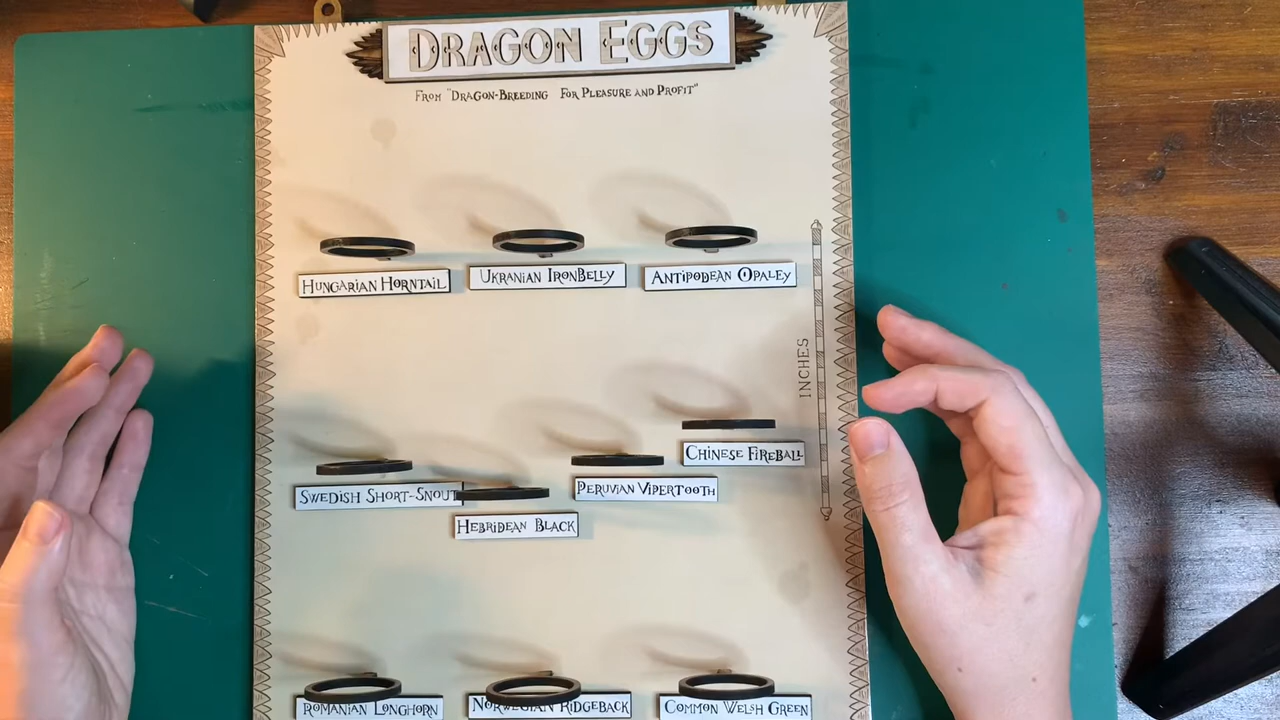 DRAGON EGGS
FROM "DRAGON-BREEDING FOR PLEASURE AND PROFIT"
HUNGARIAN HORNTAIL
UKRANIAN IRONBELLY
ANTIPODEAN OPALEY
INCHES
CHINESE FIREBALL
SWEDISH SHORT-SNOUT
PERUVIAN VIPERTOOTH
HEBRIDEAN BLACK
ROMANIAN LONGHORN
NORWEGIAN RIDGEBACK
COMMON WELSH GREEN